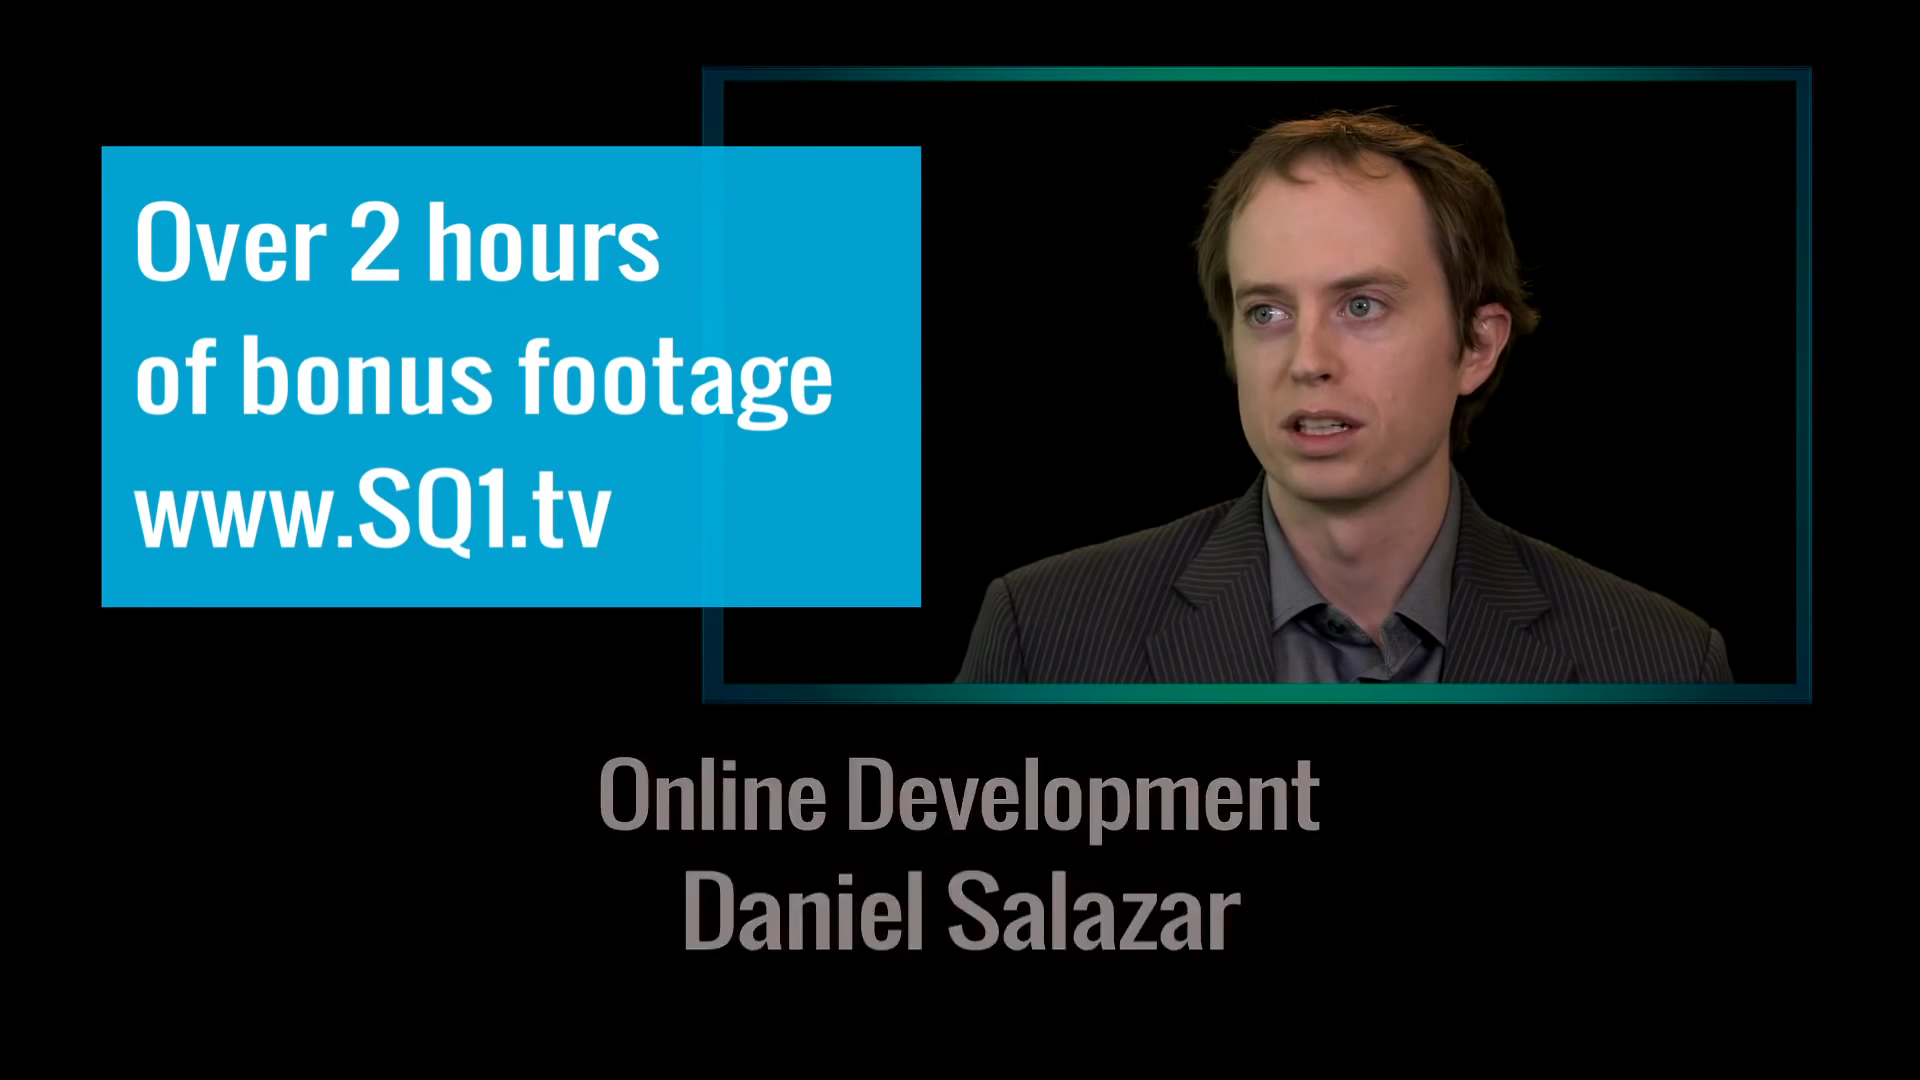 Over 2 hours
of bonus footage
www.SQ1.tv
Online Development
Daniel Salazar